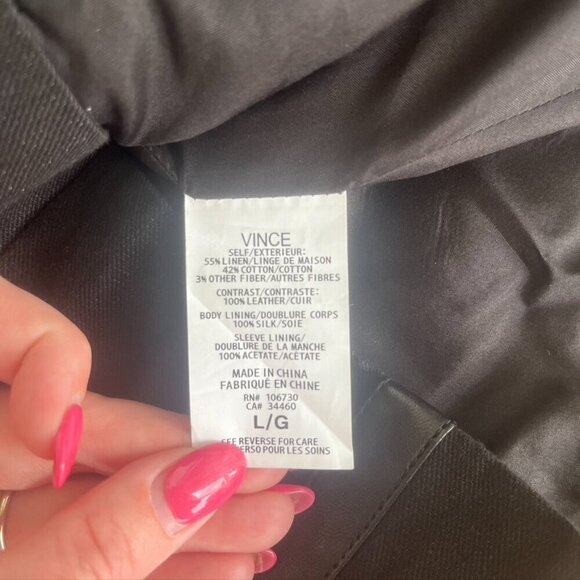 VINCE
SELF/EXTERIEUR:
55% LINEN/LINGE DE MAISON
42% COTTON/COTTON
3% OTHER FIBER/AUTRES FIBRES
CONTRAST/CONTRASTE:
100% LEATHER/CUIR
BODY LINING/DOUBLURE CORPS
100% SILK/SOIE
SLEEVE LINING/
DOUBLURE DE LA MANCHE
100% ACETATE/ACÉTATE
MADE IN CHINA
FABRIQUÉ EN CHINE
RN# 106730
CA# 34460
L/G
SEE REVERSE FOR CARE
POUR LES SOINS